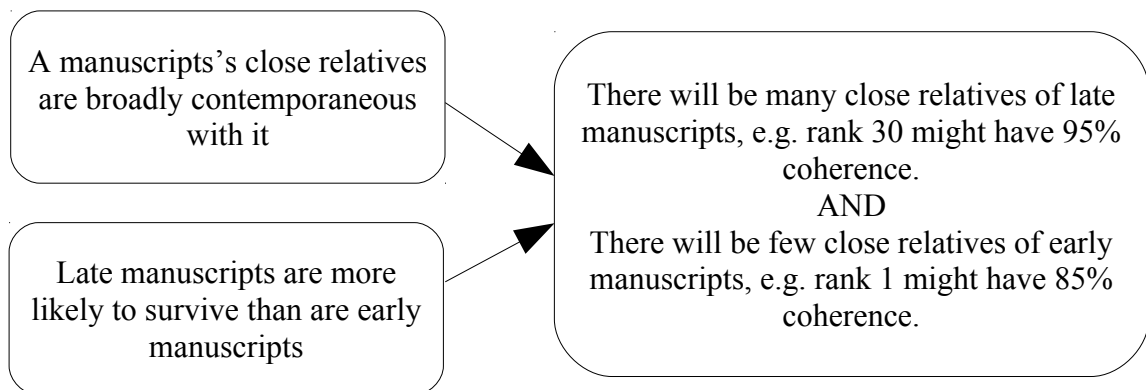 A manuscripts’s close relatives
are broadly contemporaneous
with it
Late manuscripts are more
likely to survive than are early
manuscripts
There will be many close relatives of late
manuscripts, e.g. rank 30 might have 95%
coherence.
AND
There will be few close relatives of early
manuscripts, e.g. rank 1 might have 85%
coherence.